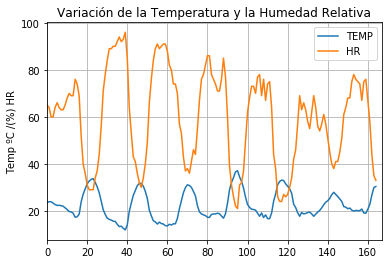 Variación de la Temperatura y la Humedad Relativa
TEMP
HR
Temp ºC /(%) HR
100
80
60
40
20
0 20 40 60 80 100 120 140 160